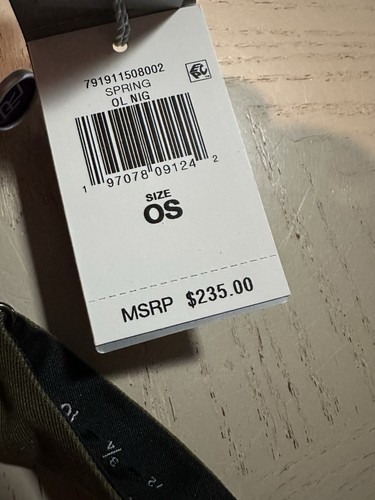 791911508002
SPRING
OL NIG
1 97078 09124 2
SIZE
OS
MSRP $235.00